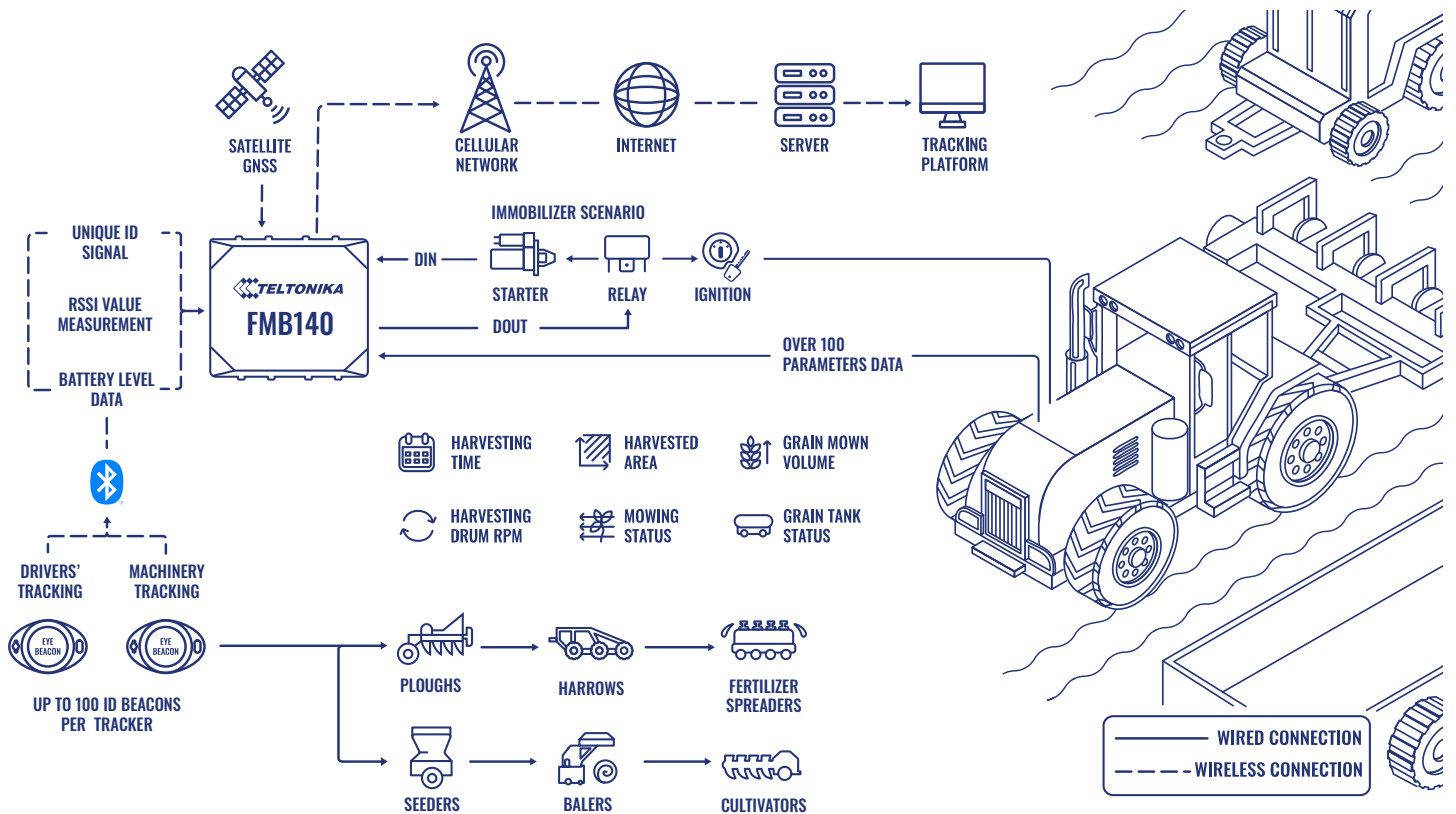 SATELLITE
GNSS
CELLULAR
NETWORK
INTERNET
SERVER
TRACKING
PLATFORM
UNIQUE ID
SIGNAL
RSSI VALUE
MEASUREMENT
BATTERY LEVEL
DATA
TELTONIKA
FMB140
IMMOBILIZER SCENARIO
DIN
STARTER
RELAY
IGNITION
DOUT
OVER 100
PARAMETERS DATA
HARVESTING
TIME
HARVESTED
AREA
GRAIN MOWN
VOLUME
HARVESTING
DRUM RPM
MOWING
STATUS
GRAIN TANK
STATUS
DRIVERS’
TRACKING
MACHINERY
TRACKING
EYE
BEACON
EYE
BEACON
UP TO 100 ID BEACONS
PER TRACKER
PLOUGHS
HARROWS
FERTILIZER
SPREADERS
SEEDERS
BALERS
CULTIVATORS
WIRED CONNECTION
WIRELESS CONNECTION